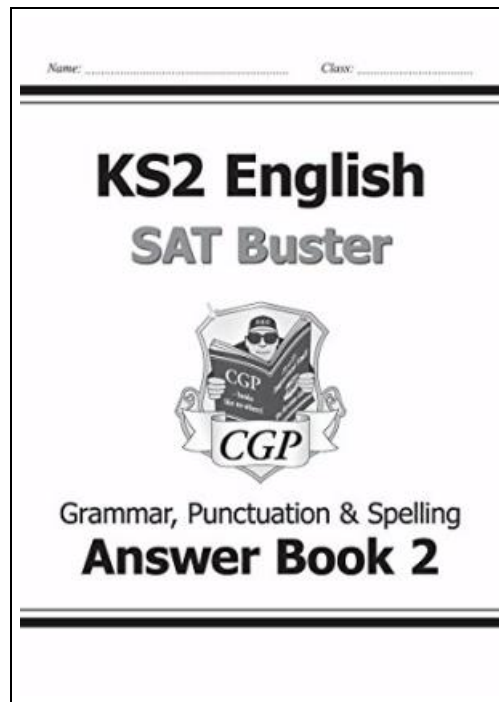 Name: ................................ Class: ................................
KS2 English
SAT Buster
CGP
CGP
Grammar, Punctuation & Spelling
Answer Book 2